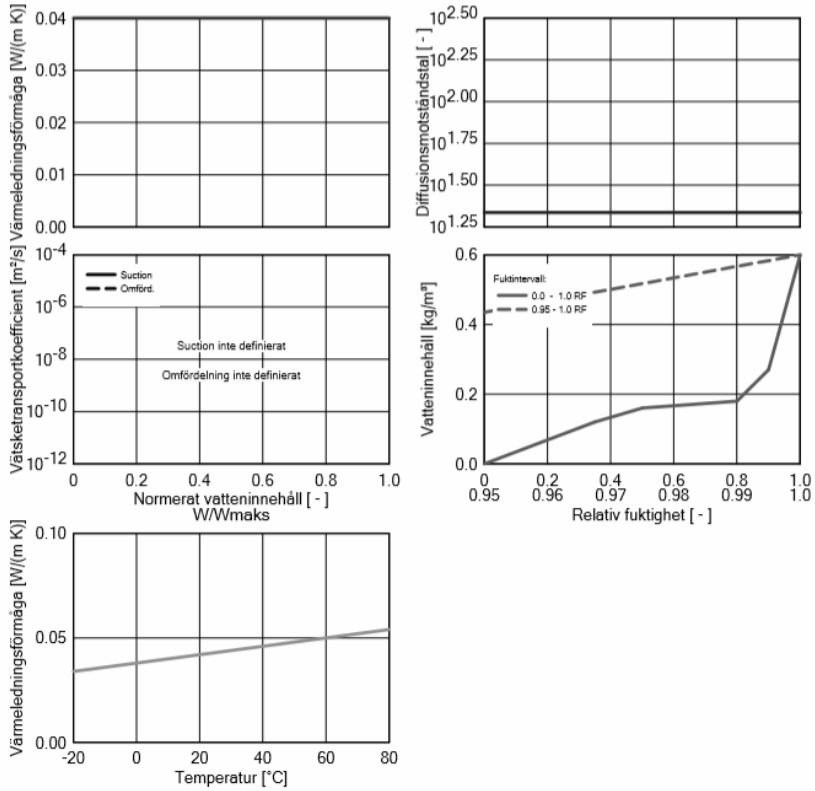 Värmeledningsförmåga [W/(m K)]
0.04
0.03
0.02
0.01
0.00
Diffusionsmotståndstal [ - ]
10^2.50
10^2.25
10^2.00
10^1.75
10^1.50
10^1.25
Vätsketransportkoefficient [m²/s]
10^-4
10^-6
10^-8
10^-10
10^-12
Suction
Omförd.
Suction inte definierat
Omfördelning inte definierat
0 0.2 0.4 0.6 0.8 1.0
Normerat vatteninnehåll [ - ]
W/Wmaks
Vatteninnehåll [kg/m³]
0.6
0.4
0.2
0.0
Fuktintervall:
0.0 - 1.0 RF
0.95 - 1.0 RF
0 0.2 0.4 0.6 0.8 1.0
0.95 0.96 0.97 0.98 0.99 1.0
Relativ fuktighet [ - ]
Värmeledningsförmåga [W/(m K)]
0.10
0.05
0.00
-20 0 20 40 60 80
Temperatur [°C]